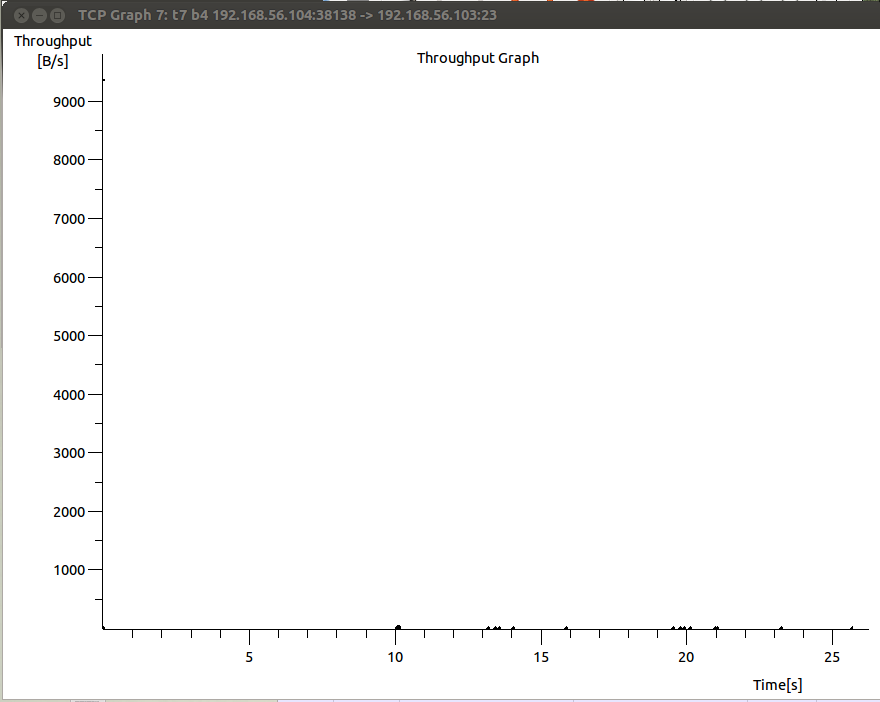 TCP Graph 7: t7 b4 192.168.56.104:38138 -> 192.168.56.103:23
Throughput
[B/s]
Throughput Graph
9000
8000
7000
6000
5000
4000
3000
2000
1000
5 10 15 20 25
Time[s]